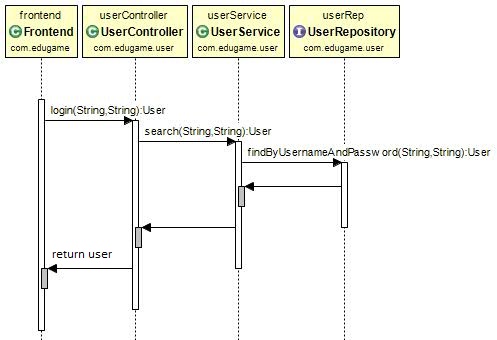 frontend
C Frontend
com.edugame
userController
C UserController
com.edugame.user
userService
C UserService
com.edugame.user
userRep
I UserRepository
com.edugame.user
login(String,String):User
search(String,String):User
findByUsernameAndPassword(String,String):User
return user